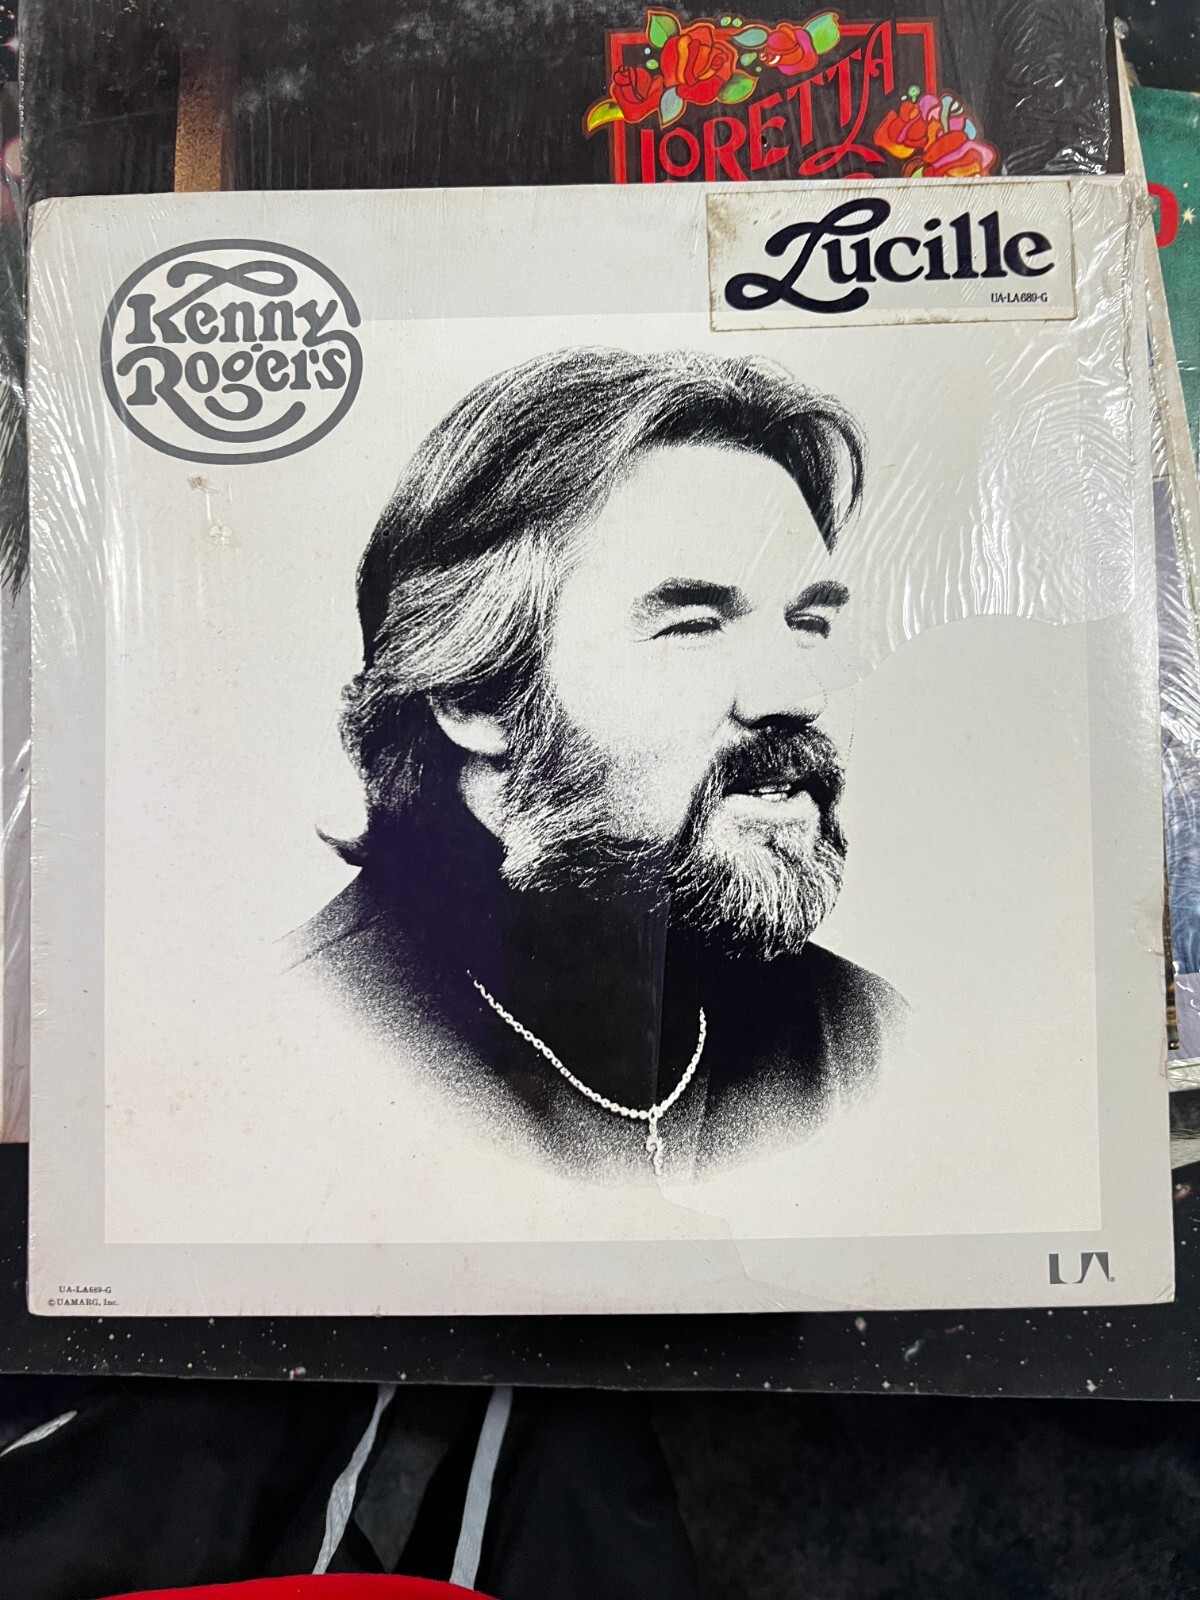 LORETTA
Lucille
UA-LA689-G
Kenny
Rogers
UA-LA689-G
© UAMARG, Inc.
UA